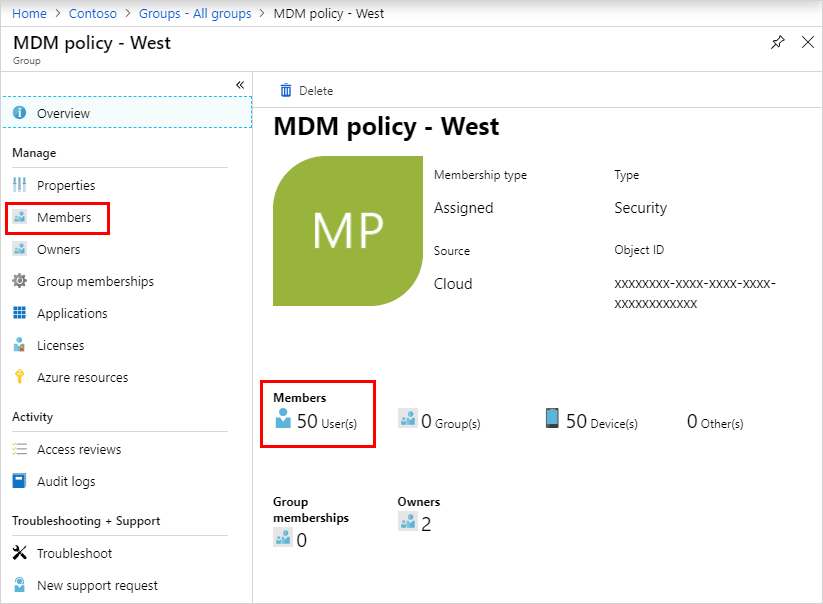 Home > Contoso > Groups - All groups > MDM policy - West
MDM policy - West
Group
«
Overview
Manage
Properties
Members
Owners
Group memberships
Applications
Licenses
Azure resources
Activity
Access reviews
Audit logs
Troubleshooting + Support
Troubleshoot
New support request
Delete
MDM policy - West
MP
Membership type
Assigned
Type
Security
Source
Cloud
Object ID
xxxxxxxx-xxxx-xxxx-xxxx-
xxxxxxxxxxxx
Members
50 User(s)
0 Group(s)
50 Device(s)
0 Other(s)
Group
memberships
0
Owners
2